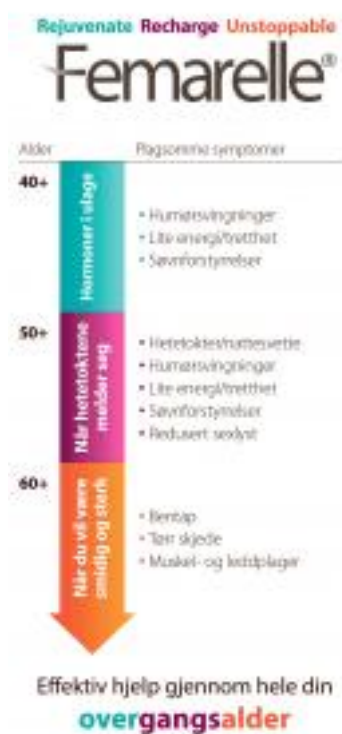 Rejuvenate Recharge Unstoppable
Femarelle®
Alder Plagsomme symptomer
40+
Hormoner i ulage
• Humørsvingninger
• Lite energi/tretthet
• Søvnforstyrrelser
50+
Når hetetoktene
melder seg
• Hetetokter/nattesvette
• Humørsvingninger
• Lite energi/tretthet
• Søvnforstyrrelser
• Redusert sexlyst
60+
Når du vil være
smidig og sterk
• Bentap
• Tørr skjede
• Muskel- og leddplager
Effektiv hjelp gjennom hele din
overgangsalder